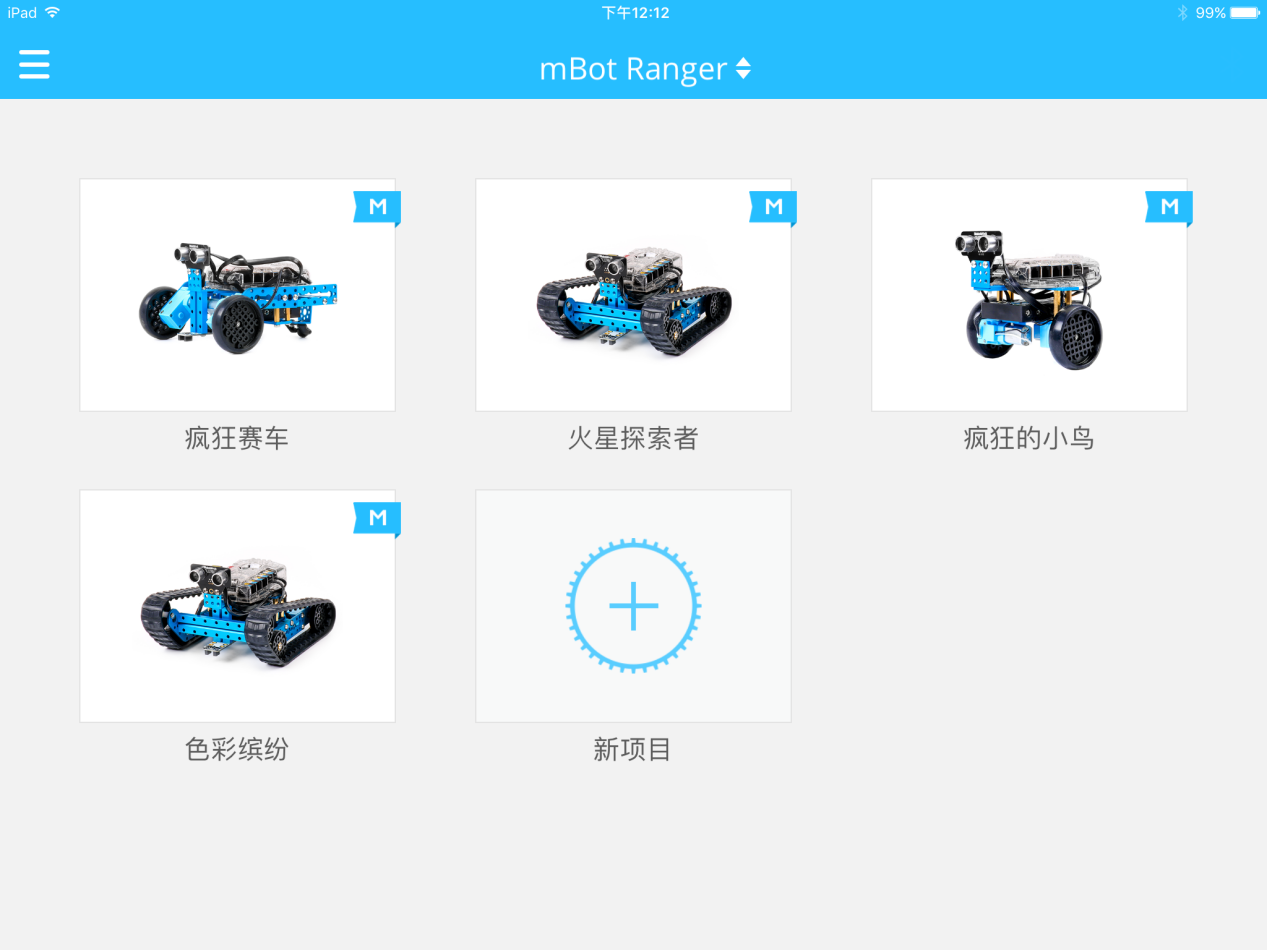 iPad 下午12:12 99%
mBot Ranger
M M M
疯狂赛车 火星探索者 疯狂的小鸟
M
色彩缤纷 新项目